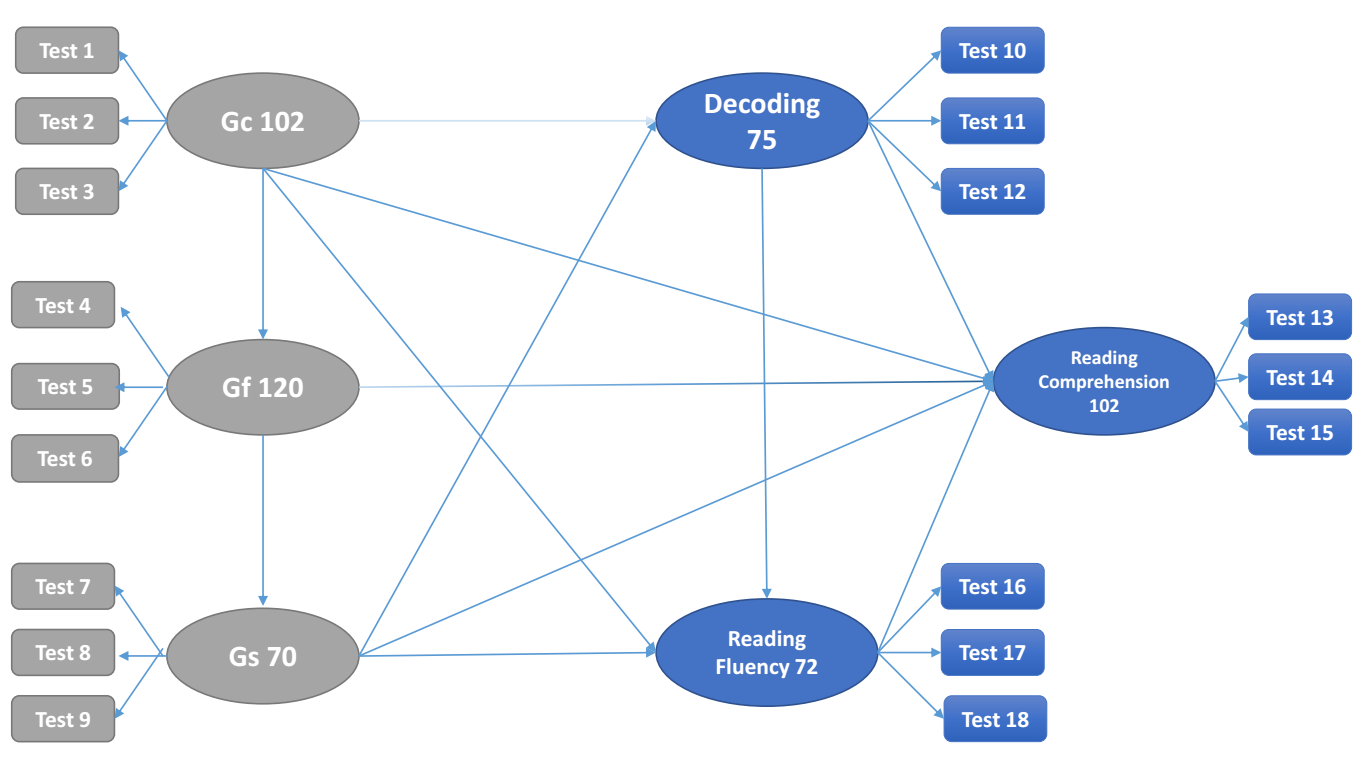 Test 1
Test 2
Test 3
Gc 102
Test 4
Test 5
Test 6
Gf 120
Test 7
Test 8
Test 9
Gs 70
Decoding
75
Test 10
Test 11
Test 12
Reading
Comprehension
102
Test 13
Test 14
Test 15
Reading
Fluency 72
Test 16
Test 17
Test 18